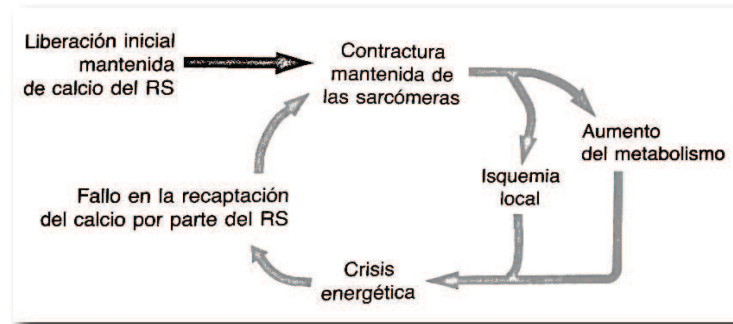 Liberación inicial
mantenida
de calcio del RS
Contractura
mantenida de
las sarcómeras
Aumento
del metabolismo
Isquemia
local
Fallo en la recaptación
del calcio por parte del RS
Crisis
energética